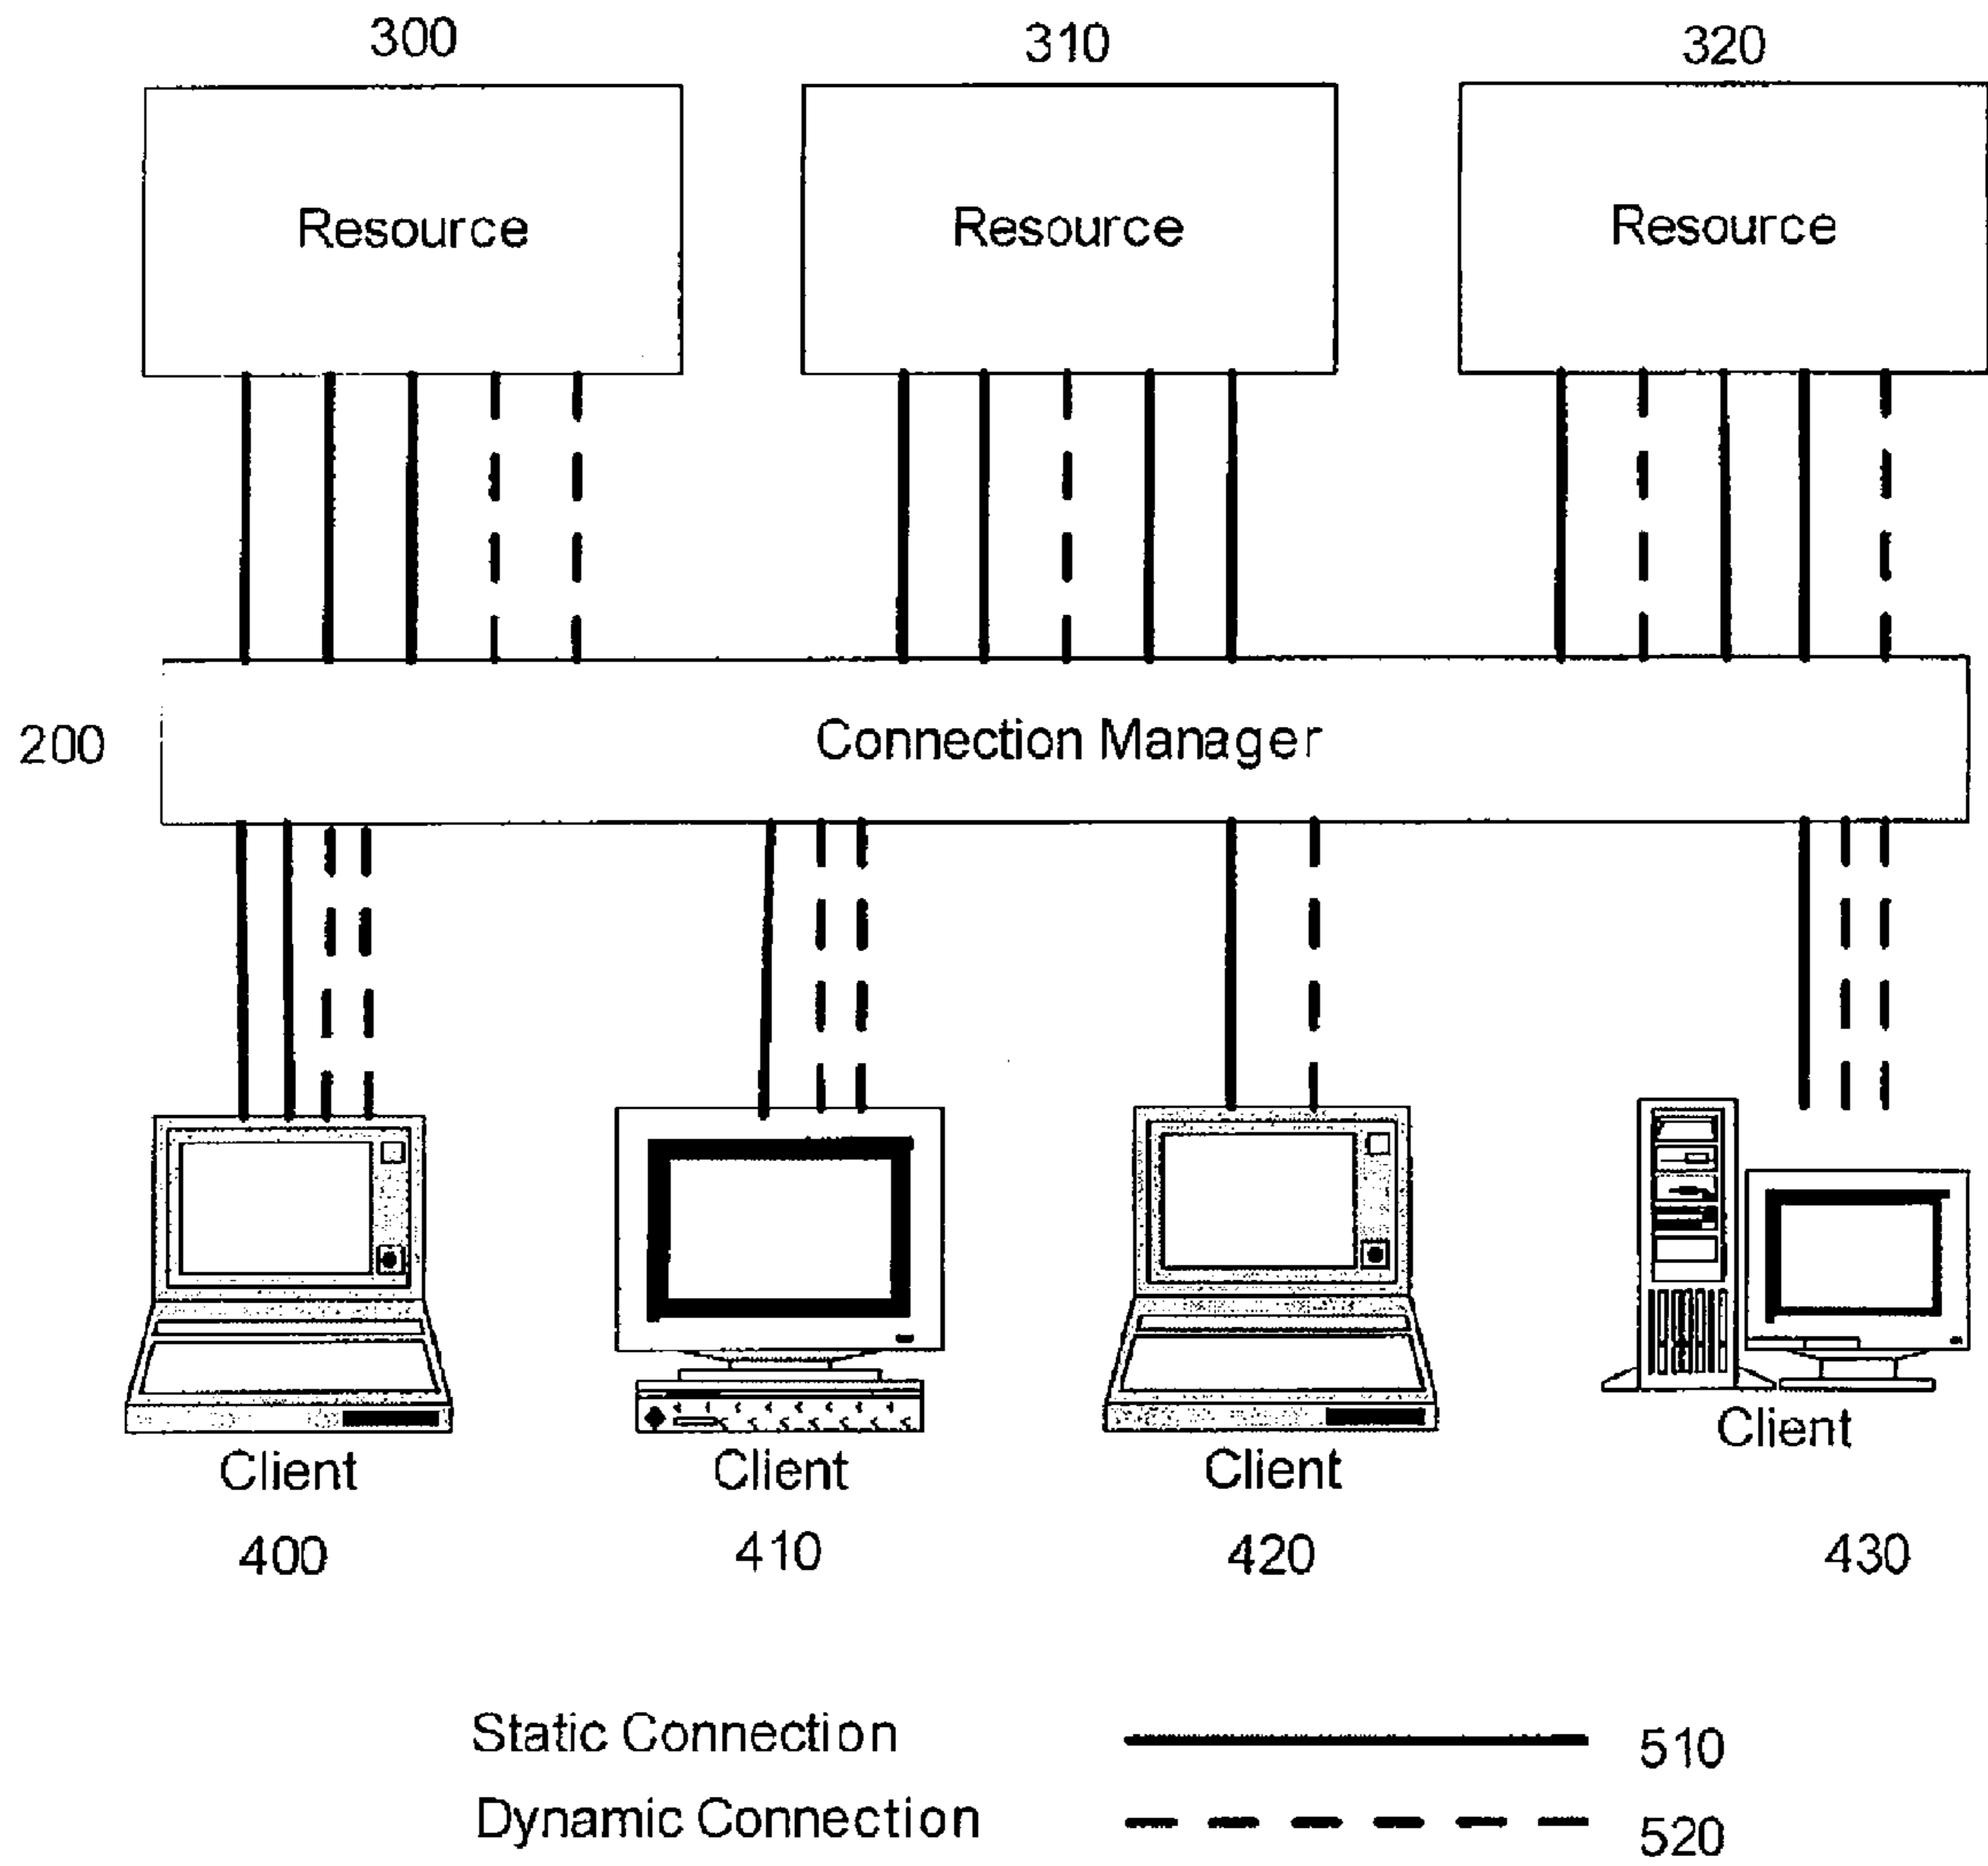 300 310 320
Resource Resource Resource
200 Connection Manager
Client Client Client Client
400 410 420 430
Static Connection 510
Dynamic Connection 520